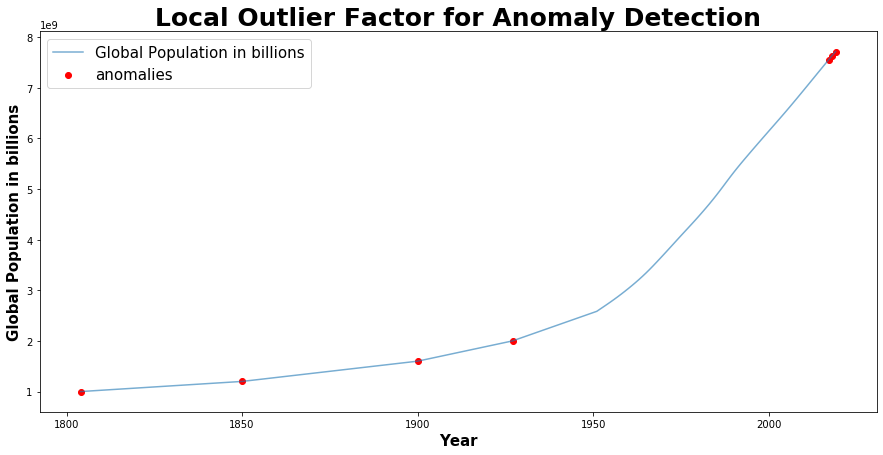 Local Outlier Factor for Anomaly Detection
1e9
Global Population in billions
anomalies
Global Population in billions
8
7
6
5
4
3
2
1
1800 1850 1900 1950 2000
Year